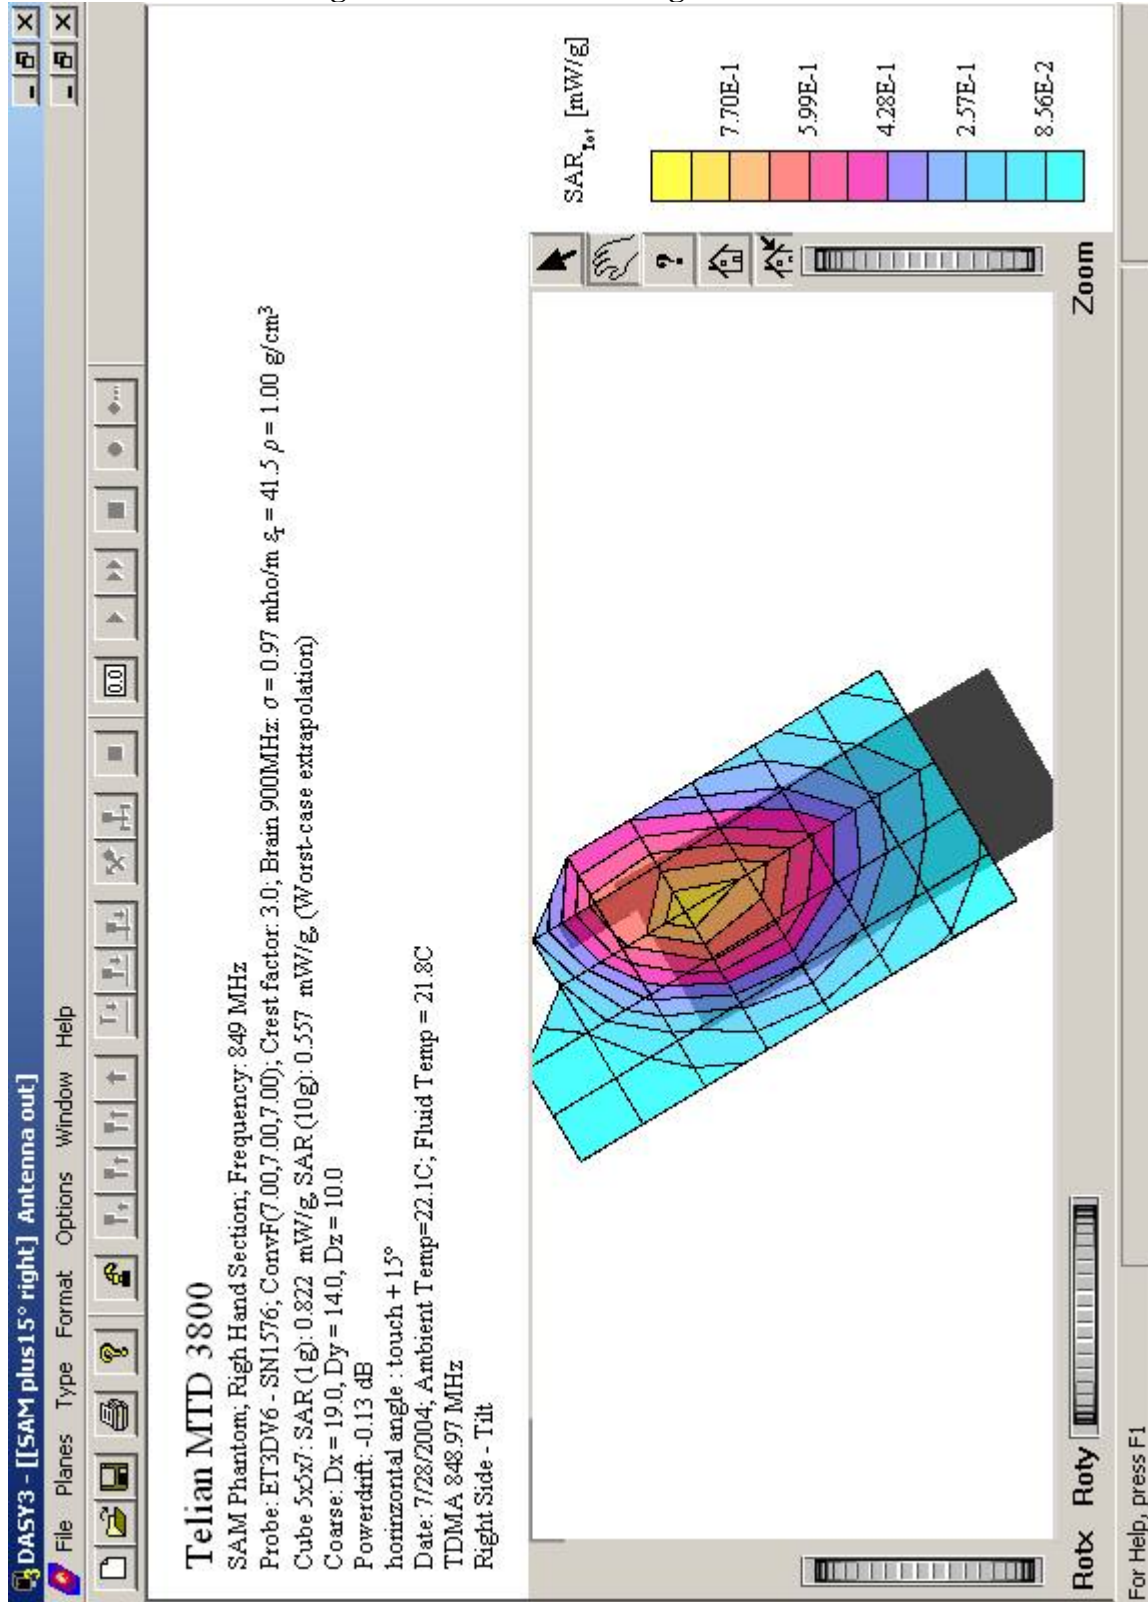 DASY3 - [[SAM plus15° right] Antenna out]
File Planes Type Format Options Window Help
0.0
Telian MTD 3800
SAM Phantom; Righ Hand Section; Frequency: 849 MHz
Probe: ET3DV6 - SN1576; ConvF(7.00,7.00,7.00); Crest factor: 3.0; Brain 900MHz: σ = 0.97 mho/m εr = 41.5 ρ = 1.00 g/cm³
Cube 5x5x7: SAR (1g): 0.822 mW/g, SAR (10g): 0.557 mW/g, (Worst-case extrapolation)
Coarse: Dx = 19.0, Dy = 14.0, Dz = 10.0
Powerdrift: -0.13 dB
horinzontal angle : touch + 15°
Date: 7/28/2004; Ambient Temp=22.1C; Fluid Temp = 21.8C
TDMA 848.97 MHz
Right Side - Tilt
SARTot [mW/g]
7.70E-1
5.99E-1
4.28E-1
2.57E-1
8.56E-2
Rotx Roty Zoom
For Help, press F1